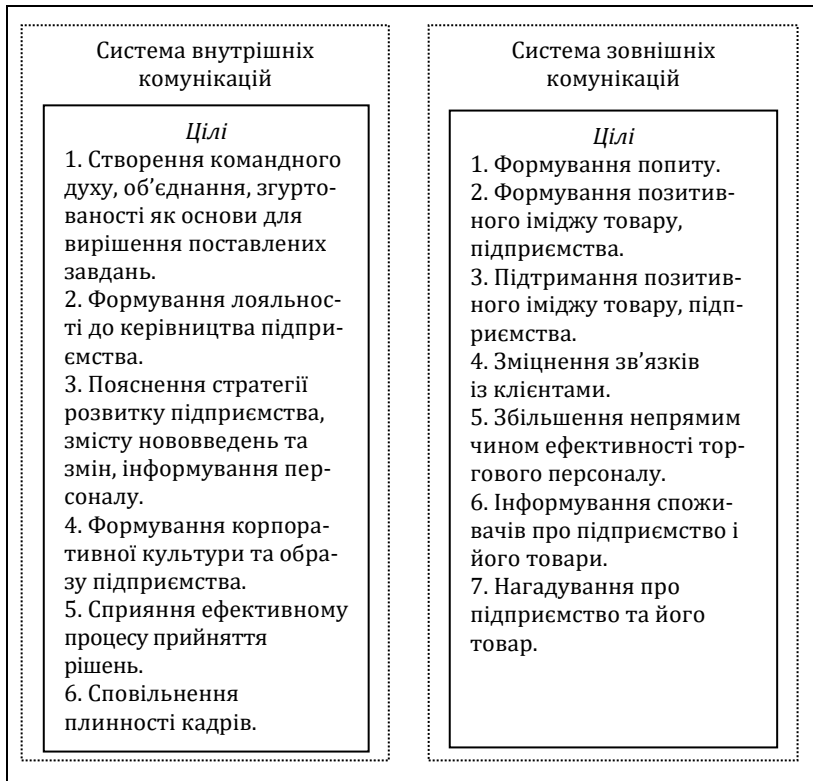 Система внутрішніх
комунікацій
Цілі
1. Створення командного
духу, об’єднання, згурто-
ваності як основи для
вирішення поставлених
завдань.
2. Формування лояльнос-
ті до керівництва підпри-
ємства.
3. Пояснення стратегії
розвитку підприємства,
змісту нововведень та
змін, інформування пер-
соналу.
4. Формування корпора-
тивної культури та обра-
зу підприємства.
5. Сприяння ефективному
процесу прийняття
рішень.
6. Сповільнення
плинності кадрів.
Система зовнішніх
комунікацій
Цілі
1. Формування попиту.
2. Формування позитив-
ного іміджу товару,
підприємства.
3. Підтримання позитив-
ного іміджу товару, підп-
риємства.
4. Зміцнення зв’язків
із клієнтами.
5. Збільшення непрямим
чином ефективності тор-
гового персоналу.
6. Інформування спожи-
вачів про підприємство і
його товари.
7. Нагадування про
підприємство та його
товар.